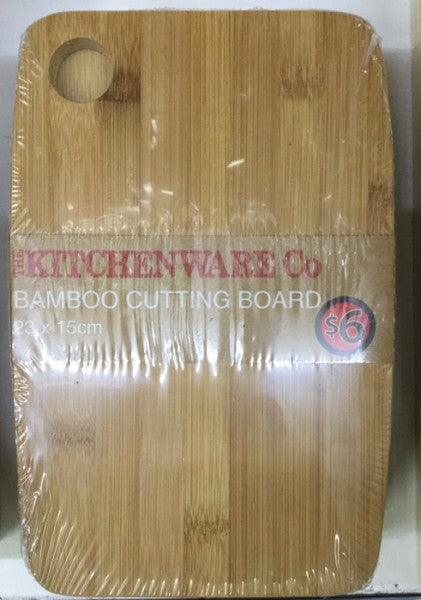 THE KITCHENWARE Co
BAMBOO CUTTING BOARD
23 x 15cm
$6